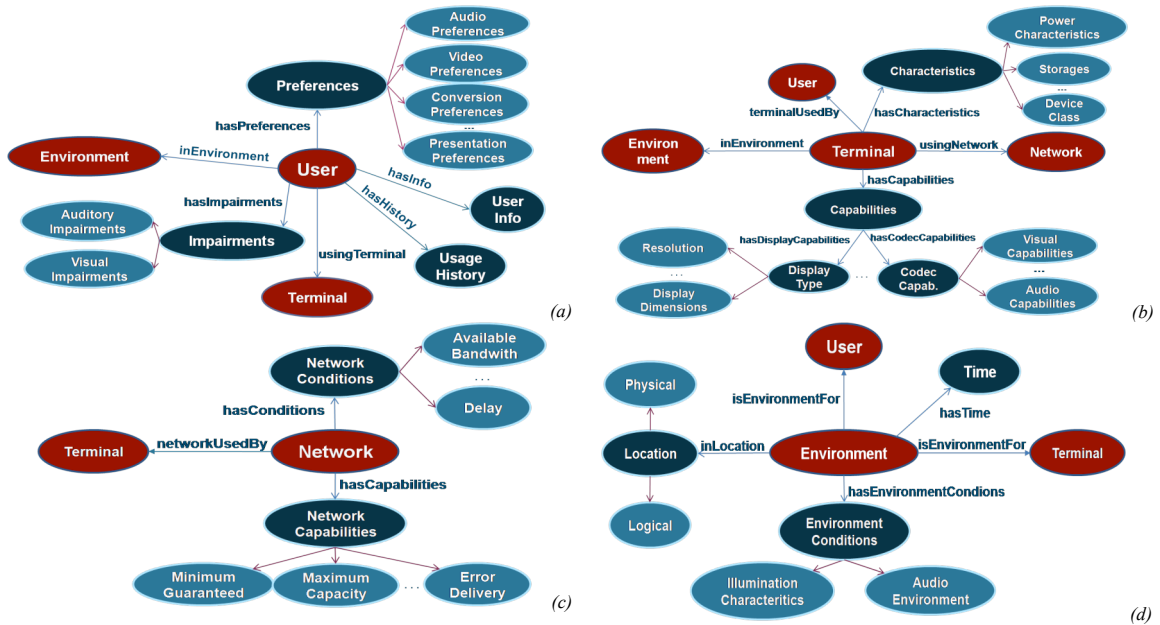 Audio
Preferences
Video
Preferences
Preferences
Conversion
Preferences
...
Presentation
Preferences
hasPreferences
Environment
inEnvironment
User
hasInfo
hasImpairments
hasHistory
User
Info
Auditory
Impairments
Impairments
Visual
Impairments
usingTerminal
Usage
History
Terminal
(a)
Power
Characteristics
Characteristics
Storages
...
Device
Class
User
terminalUsedBy
hasCharacteristics
Environ
ment
inEnvironment
Terminal
usingNetwork
Network
hasCapabilities
Capabilities
hasDisplayCapabilities
hasCodecCapabilities
Resolution
...
Display
Dimensions
Display
Type
...
Codec
Capab.
Visual
Capabilities
...
Audio
Capabilities
(b)
Network
Conditions
Available
Bandwith
...
Delay
hasConditions
Terminal
networkUsedBy
Network
hasCapabilities
Network
Capabilities
Minimum
Guaranteed
Maximum
Capacity
...
Error
Delivery
(c)
User
Time
Physical
isEnvironmentFor
hasTime
Location
inLocation
Environment
isEnvironmentFor
Terminal
hasEnvironmentCondions
Logical
Environment
Conditions
Illumination
Characteritics
Audio
Environment
(d)